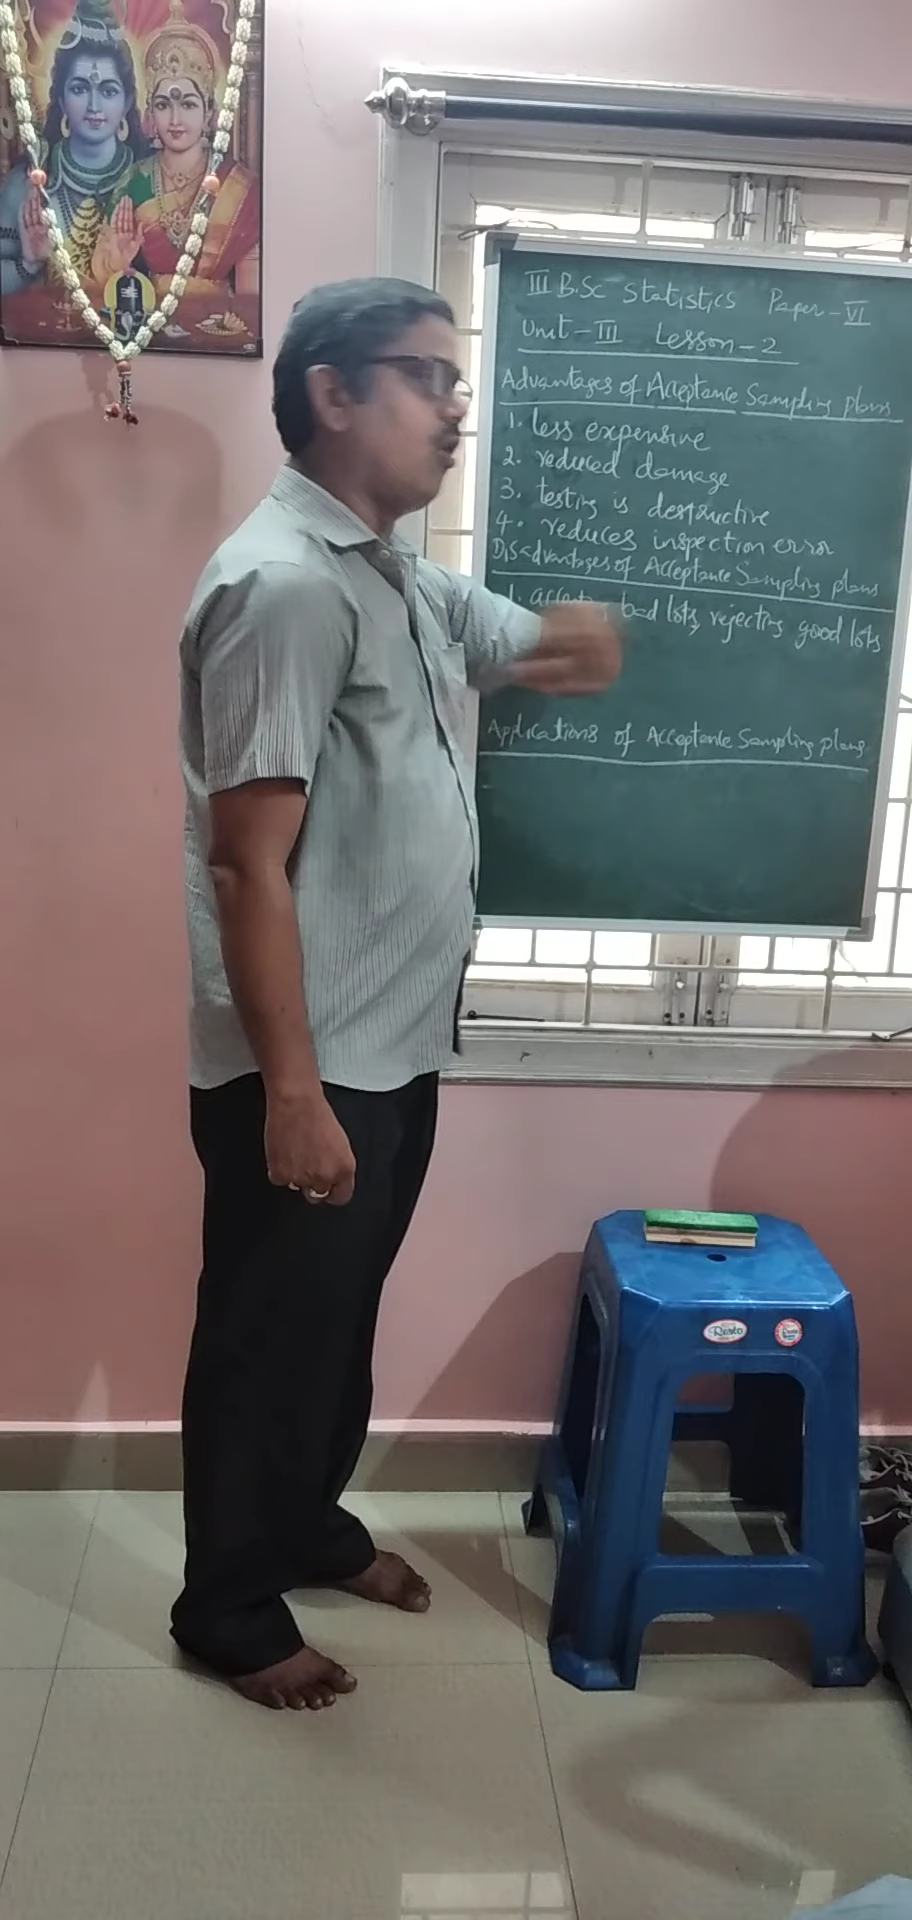 III B.Sc Statistics Paper-VI
Unit-III Lesson-2
Advantages of Acceptance Sampling plans
1. less expensive
2. reduced damage
3. testing is destructive
4. reduces inspection error
Disadvantages of Acceptance Sampling plans
1. bad lots, rejecting good lots
Applications of Acceptance Sampling plans
Resto